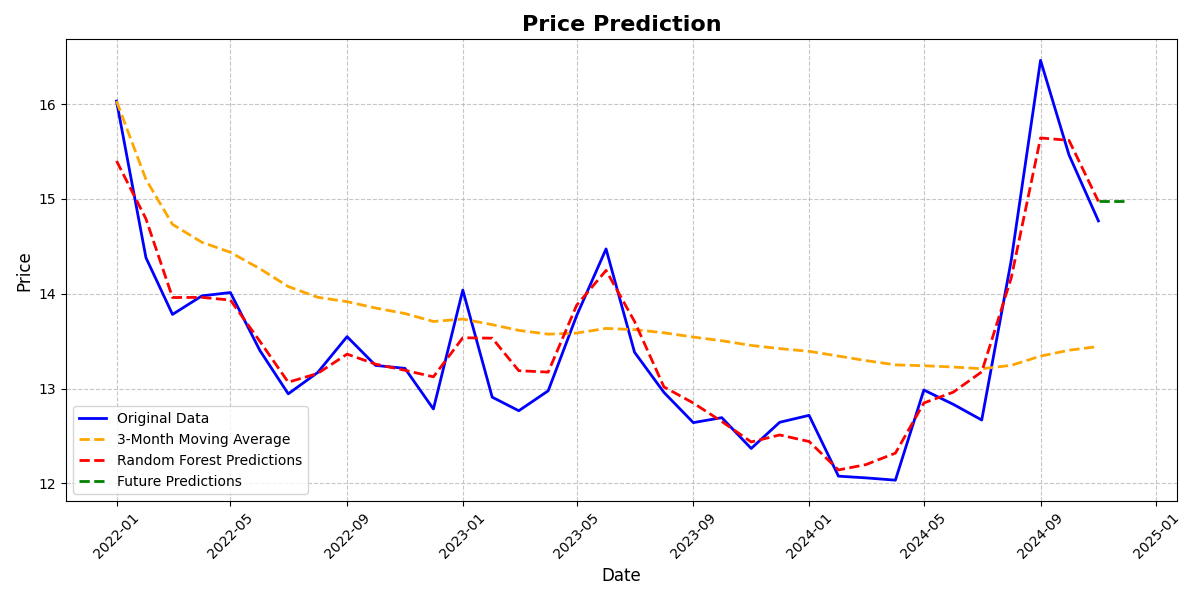 Price Prediction
Price
16
15
14
13
12
Original Data
3-Month Moving Average
Random Forest Predictions
Future Predictions
2022-01
2022-05
2022-09
2023-01
2023-05
2023-09
2024-01
2024-05
2024-09
2025-01
Date